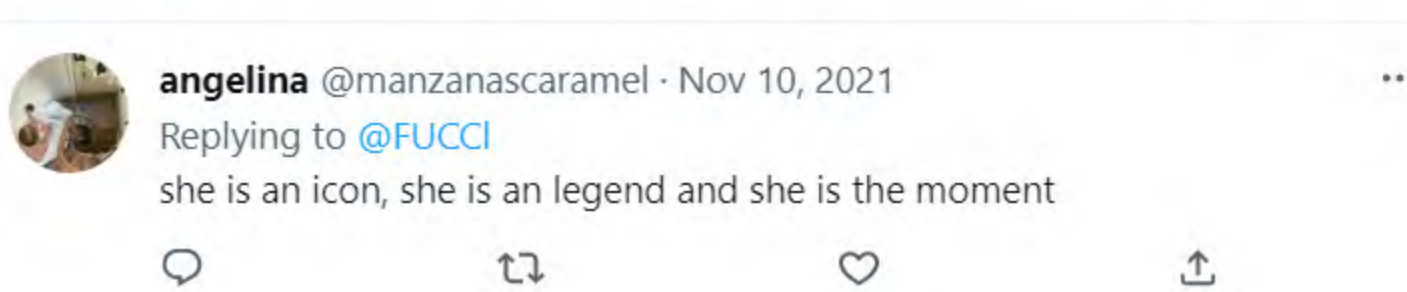 angelina @manzanascaramel · Nov 10, 2021
Replying to @FUCCl
she is an icon, she is an legend and she is the moment